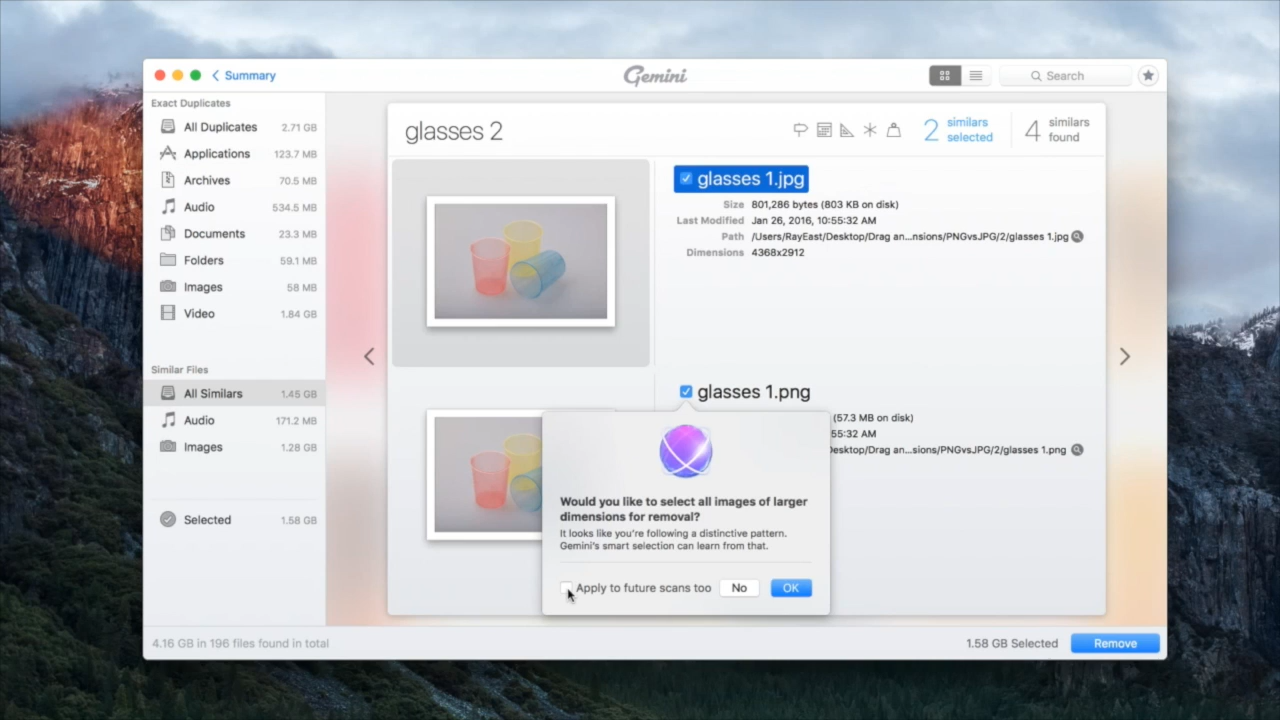 Summary
Gemini
Search
Exact Duplicates
All Duplicates 2.71 GB
Applications 123.7 MB
Archives 70.5 MB
Audio 534.5 MB
Documents 23.3 MB
Folders 59.1 MB
Images 58 MB
Video 1.84 GB
Similar Files
All Similars 1.45 GB
Audio 171.2 MB
Images 1.28 GB
Selected 1.58 GB
glasses 2
2 similars selected
4 similars found
glasses 1.jpg
Size 801,286 bytes (803 KB on disk)
Last Modified Jan 26, 2016, 10:55:32 AM
Path /Users/RayEast/Desktop/Drag an...nsions/PNGvsJPG/2/glasses 1.jpg
Dimensions 4368x2912
glasses 1.png
(57.3 MB on disk)
55:32 AM
Desktop/Drag an...sions/PNGvsJPG/2/glasses 1.png
Would you like to select all images of larger
dimensions for removal?
It looks like you're following a distinctive pattern.
Gemini's smart selection can learn from that.
Apply to future scans too
No
OK
4.16 GB in 196 files found in total
1.58 GB Selected
Remove